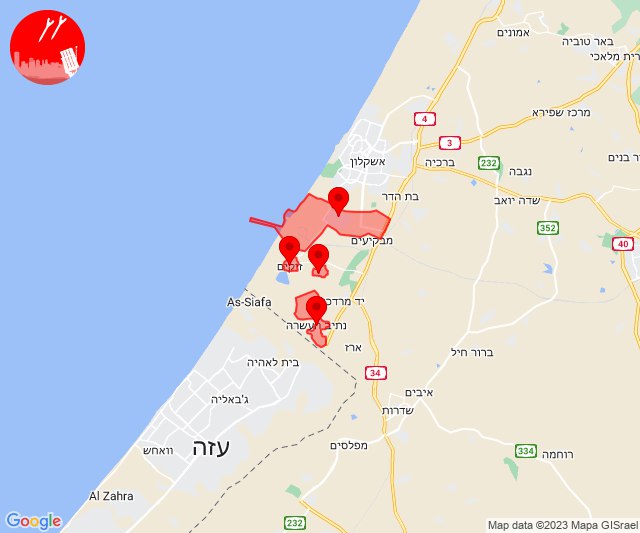 אמונים
באר טוביה
רית מלאכי
4
מרכז שפירא
3
אשקלון
ברכיה
232
נגבה
ור בנים
בת הדר
שדה יואב
352
מבקיעים
40
זיקים
As-Siafa
יד מרדכי
נתיב העשרה
ארז
בית לאהיה
ברור חיל
34
ג'באליה
איבים
שדרות
עזה
וואחש
מפלסים
334
רוחמה
Al Zahra
232
Google
Map data ©2023 Mapa GISrael